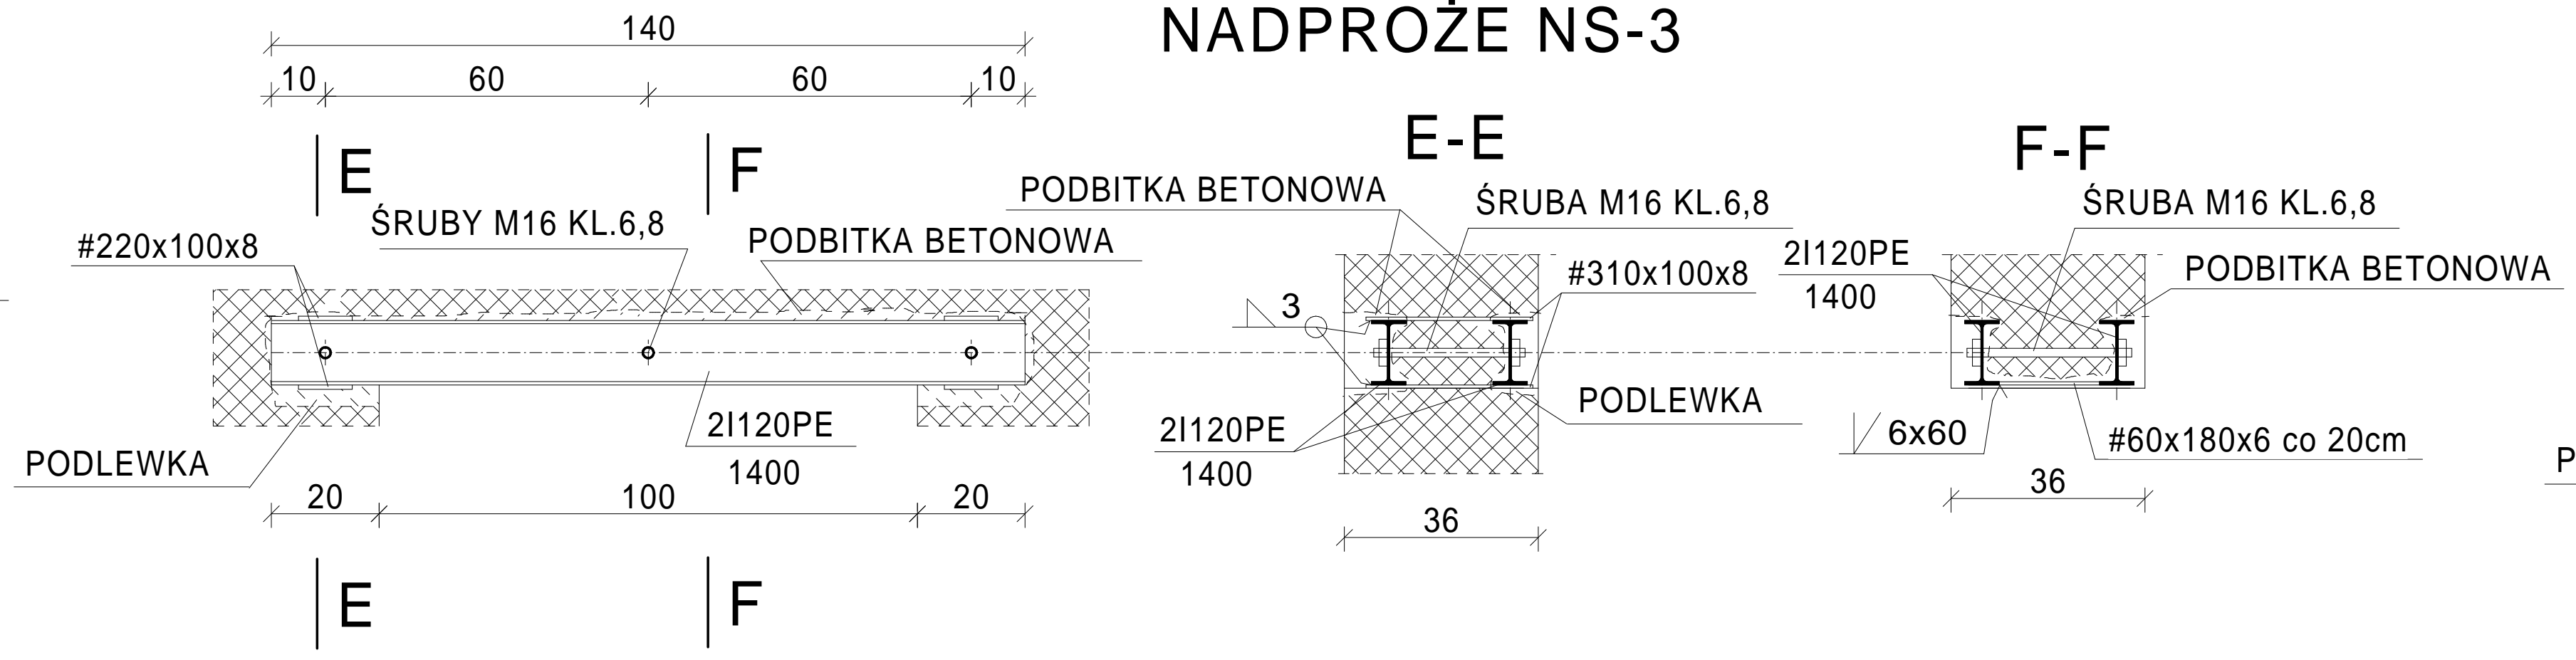 NADPROŻE NS-3
140
10
60
60
10
E
F
ŚRUBY M16 KL.6,8
#220x100x8
PODBITKA BETONOWA
2I120PE
1400
PODLEWKA
20
100
20
E
F
E-E
PODBITKA BETONOWA
ŚRUBA M16 KL.6,8
#310x100x8
3
PODLEWKA
2I120PE
1400
36
F-F
ŚRUBA M16 KL.6,8
2I120PE
1400
PODBITKA BETONOWA
6x60
#60x180x6 co 20cm
36
P